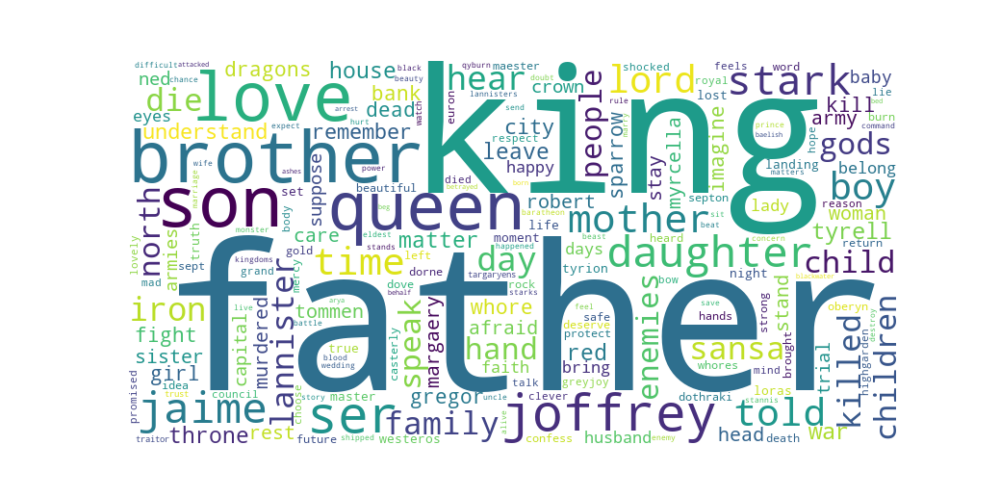 difficult attacked
chance
love
dragons
house
black
beauty
qyburn
maester
hear
crown
shocked
feels
word
royal
lost
lord
stark
baby
lie
ned
die
bank
dead
eyes
understand
remember
arrest
watch
euron
doubt
lannisters
send
respect
people
rule
kill
army
bed
burn
command
prince
baelish
hope
gods
king
brother
expect
hurt
city
leave
happy
sparrow
stay
myrcella
imagine
marry
landing
matters
belong
boy
son
wife
ashes
power
suppose
beautiful
died
betrayed
burn
septon
lady
reason
woman
north
marriage
set
queen
baratheon
robert
mother
sit
beat
tyrell
lovely
armies
truth
monster
body
beg
eldest
life
beast
concern
return
mad
sept
kingdoms
grand
gold
mercy
care
stands
matter
moment
happened
days
heard
daughter
child
time
left
day
dorne
targaryens
tyrion
night
iron
live
lannister
arya
starks
behalf
dove
rock
bow
save
hands
strong
oberyn
father
fight
capital
murdered
tommen
battle
casterly
speak
margaery
whore
afraid
feel
safe
deserve
protect
enemies
sansa
stand
trial
killed
highgarden
destroy
children
sister
true
hand
red
brought
girl
blood
wedding
faith
bring
whores
mind
idea
trust
choose
talk
greyjoy
dothraki
loras
stannis
promised
council
story
master
gregor
uncle
clever
jaime
ser
joffrey
told
family
alive
throne
rest
future
shipped
westeros
confess
husband
enemy
head
death
war
traitor